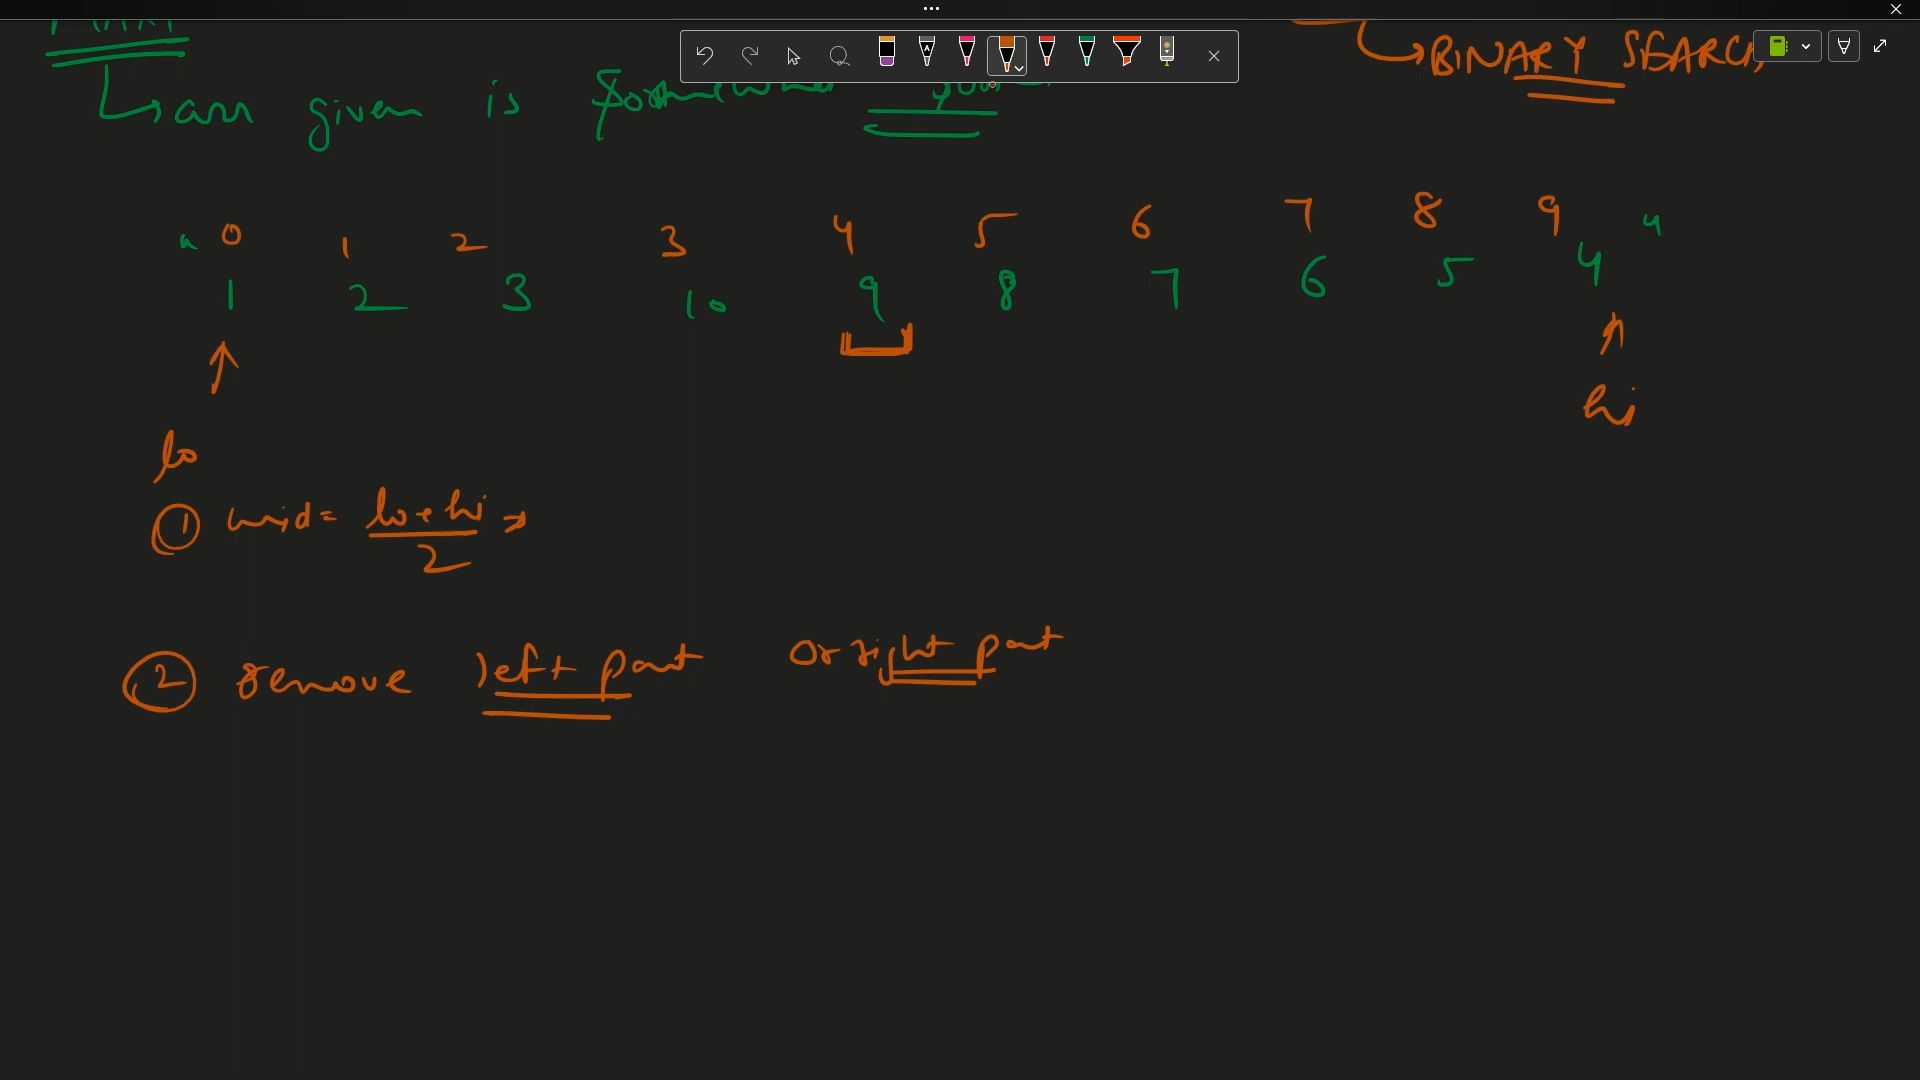 BINARY SEARCH
arr given is
0 1 2 3 4 5 6 7 8 9
1 2 3 10 9 8 7 6 5 4
lo hi
① mid = lo+hi
2
② remove left part or right part